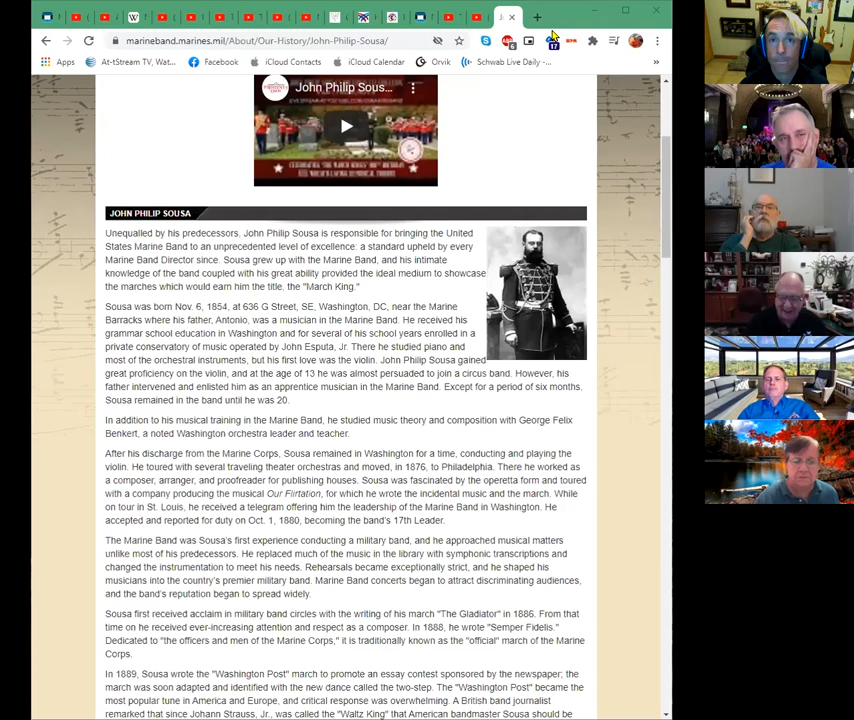 marineband.marines.mil/About/Our-History/John-Philip-Sousa/
6
17
Apps
At-Stream TV, Wat...
Facebook
iCloud Contacts
iCloud Calendar
Orvik
Schwab Live Daily -...
»
John Philip Sous...
JOHN PHILIP SOUSA
Unequalled by his predecessors, John Philip Sousa is responsible for bringing the United
States Marine Band to an unprecedented level of excellence: a standard upheld by every
Marine Band Director since. Sousa grew up with the Marine Band, and his intimate
knowledge of the band coupled with his great ability provided the ideal medium to showcase
the marches which would earn him the title, the "March King."
Sousa was born Nov. 6, 1854, at 636 G Street, SE, Washington, DC, near the Marine
Barracks where his father, Antonio, was a musician in the Marine Band. He received his
grammar school education in Washington and for several of his school years enrolled in a
private conservatory of music operated by John Esputa, Jr. There he studied piano and
most of the orchestral instruments, but his first love was the violin. John Philip Sousa gained
great proficiency on the violin, and at the age of 13 he was almost persuaded to join a circus band. However, his
father intervened and enlisted him as an apprentice musician in the Marine Band. Except for a period of six months,
Sousa remained in the band until he was 20.
In addition to his musical training in the Marine Band, he studied music theory and composition with George Felix
Benkert, a noted Washington orchestra leader and teacher.
After his discharge from the Marine Corps, Sousa remained in Washington for a time, conducting and playing the
violin. He toured with several traveling theater orchestras and moved, in 1876, to Philadelphia. There he worked as
a composer, arranger, and proofreader for publishing houses. Sousa was fascinated by the operetta form and toured
with a company producing the musical Our Flirtation, for which he wrote the incidental music and the march. While
on tour in St. Louis, he received a telegram offering him the leadership of the Marine Band in Washington. He
accepted and reported for duty on Oct. 1, 1880, becoming the band's 17th Leader.
The Marine Band was Sousa's first experience conducting a military band, and he approached musical matters
unlike most of his predecessors. He replaced much of the music in the library with symphonic transcriptions and
changed the instrumentation to meet his needs. Rehearsals became exceptionally strict, and he shaped his
musicians into the country's premier military band. Marine Band concerts began to attract discriminating audiences,
and the band's reputation began to spread widely.
Sousa first received acclaim in military band circles with the writing of his march "The Gladiator" in 1886. From that
time on he received ever-increasing attention and respect as a composer. In 1888, he wrote "Semper Fidelis."
Dedicated to "the officers and men of the Marine Corps," it is traditionally known as the "official" march of the Marine
Corps.
In 1889, Sousa wrote the "Washington Post" march to promote an essay contest sponsored by the newspaper; the
march was soon adapted and identified with the new dance called the two-step. The "Washington Post" became the
most popular tune in America and Europe, and critical response was overwhelming. A British band journalist
remarked that since Johann Strauss, Jr., was called the "Waltz King" that American bandmaster Sousa should be